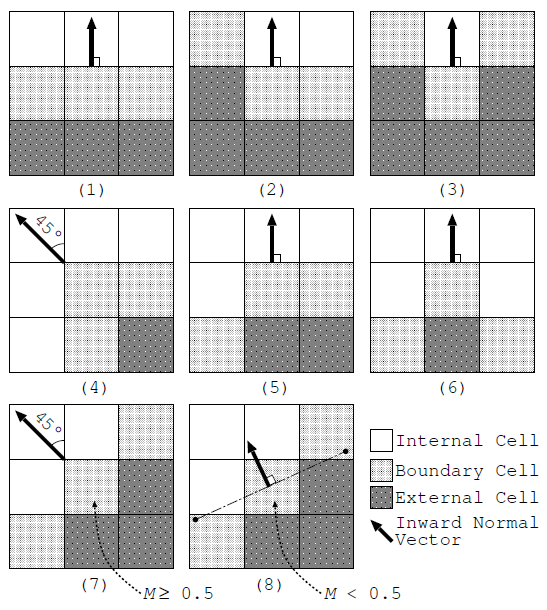 (1)
(2)
(3)
45°
(4)
(5)
(6)
45°
(7)
M≥ 0.5
(8)
M < 0.5
Internal Cell
Boundary Cell
External Cell
Inward Normal
Vector